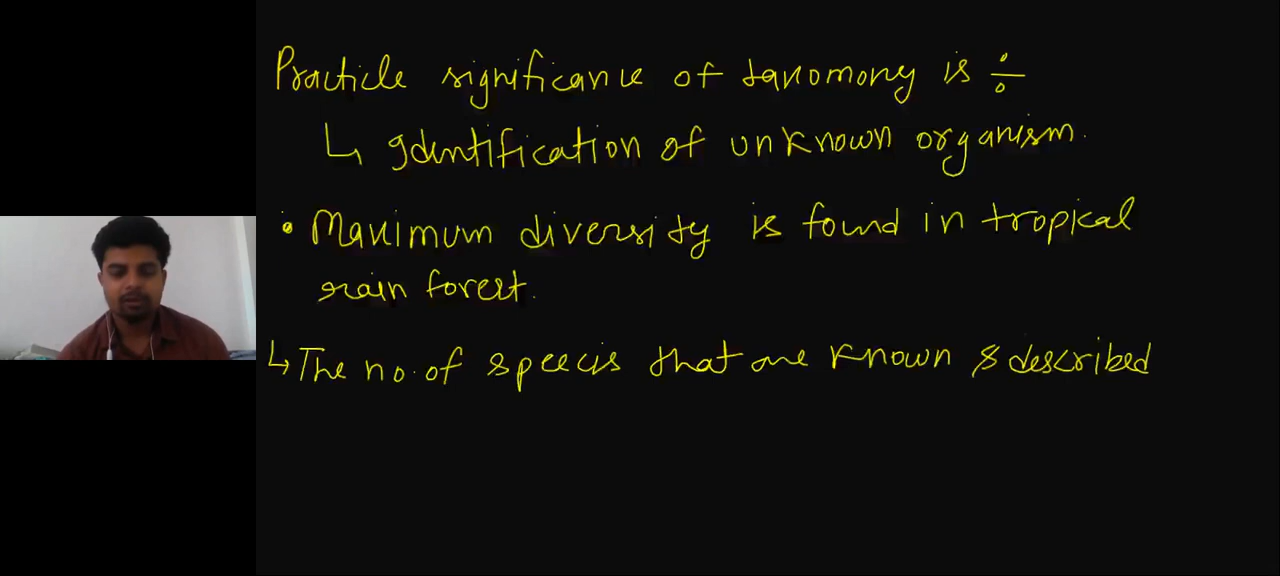 Practicle significance of taxomony is ÷
↳ Identification of unknown organism.
• Maximum diversity is found in tropical
rain forest.
↳ The no. of species that are known & described